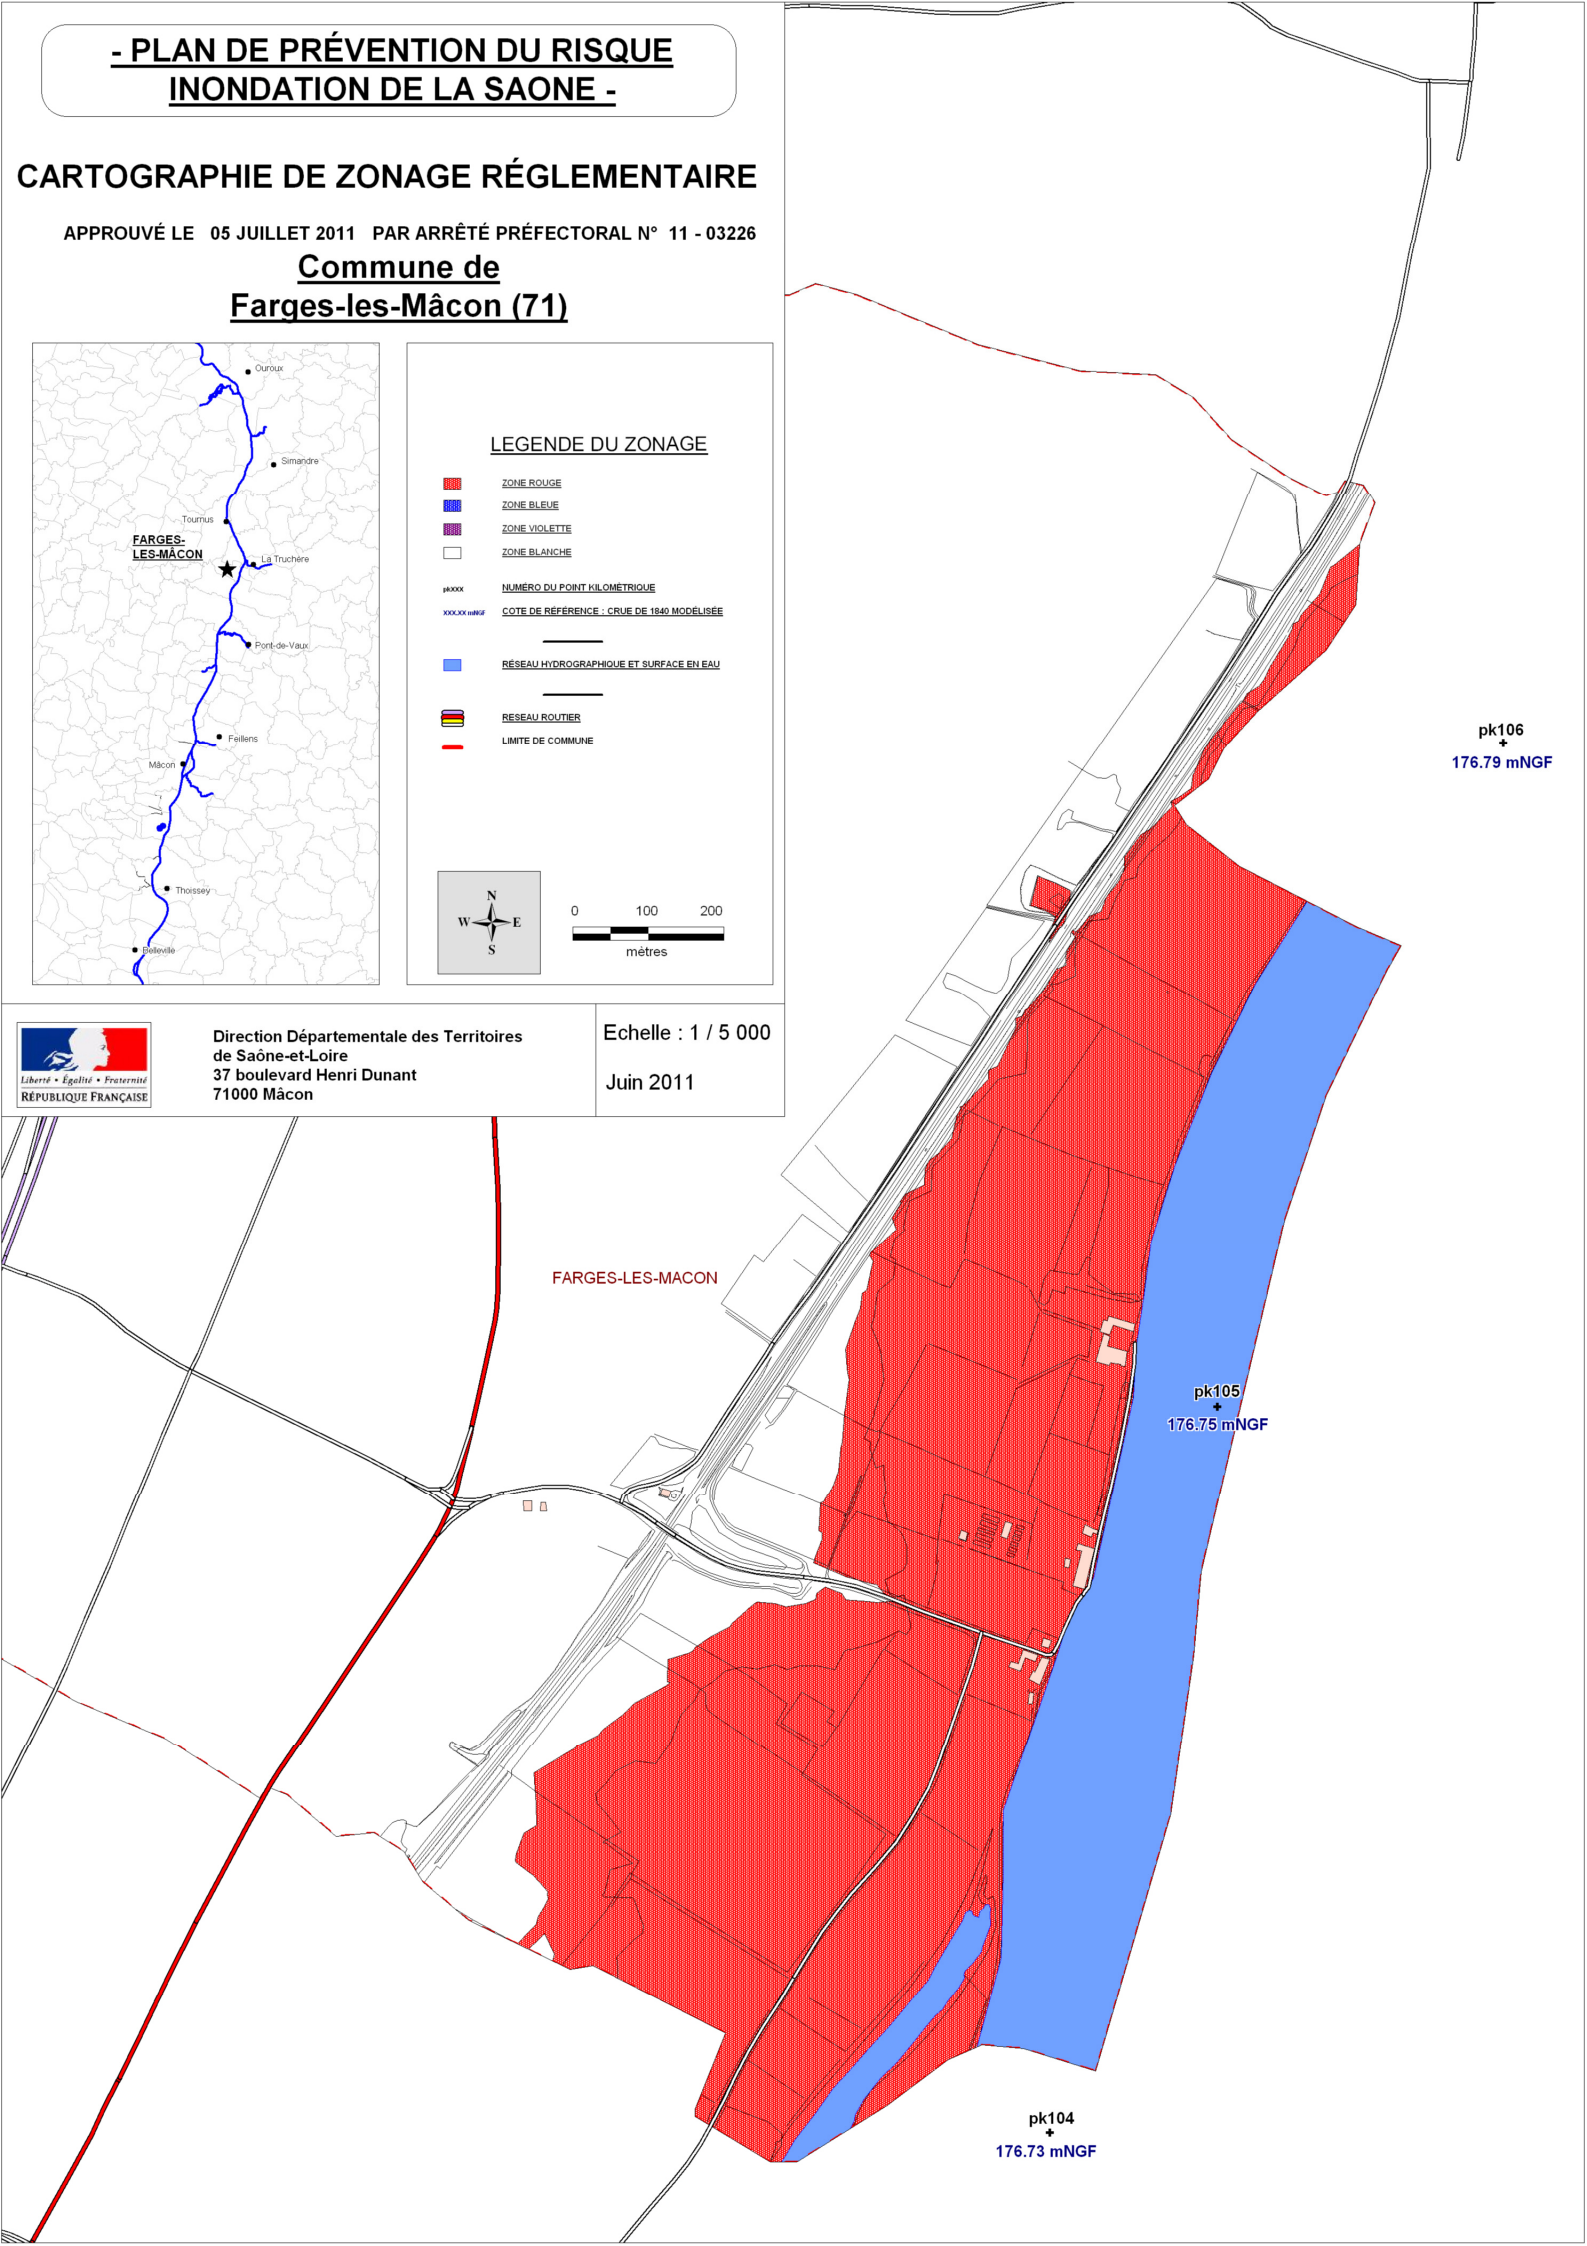 - PLAN DE PRÉVENTION DU RISQUE
INONDATION DE LA SAONE -
CARTOGRAPHIE DE ZONAGE RÉGLEMENTAIRE
APPROUVÉ LE 05 JUILLET 2011 PAR ARRÊTÉ PRÉFECTORAL N° 11 - 03226
Commune de
Farges-les-Mâcon (71)
Ouroux
Simandre
Tournus
FARGES-
LES-MÂCON
La Truchère
Pont-de-Vaux
Feillens
Mâcon
Thoissey
Belleville
LEGENDE DU ZONAGE
ZONE ROUGE
ZONE BLEUE
ZONE VIOLETTE
ZONE BLANCHE
pkXXX NUMÉRO DU POINT KILOMÉTRIQUE
XXX.XX mNGF COTE DE RÉFÉRENCE : CRUE DE 1840 MODÉLISÉE
RÉSEAU HYDROGRAPHIQUE ET SURFACE EN EAU
RESEAU ROUTIER
LIMITE DE COMMUNE
N
W E
S
0 100 200
mètres
Liberté • Égalité • Fraternité
RÉPUBLIQUE FRANÇAISE
Direction Départementale des Territoires
de Saône-et-Loire
37 boulevard Henri Dunant
71000 Mâcon
Echelle : 1 / 5 000
Juin 2011
pk106
176.79 mNGF
FARGES-LES-MACON
pk105
176.75 mNGF
pk104
176.73 mNGF